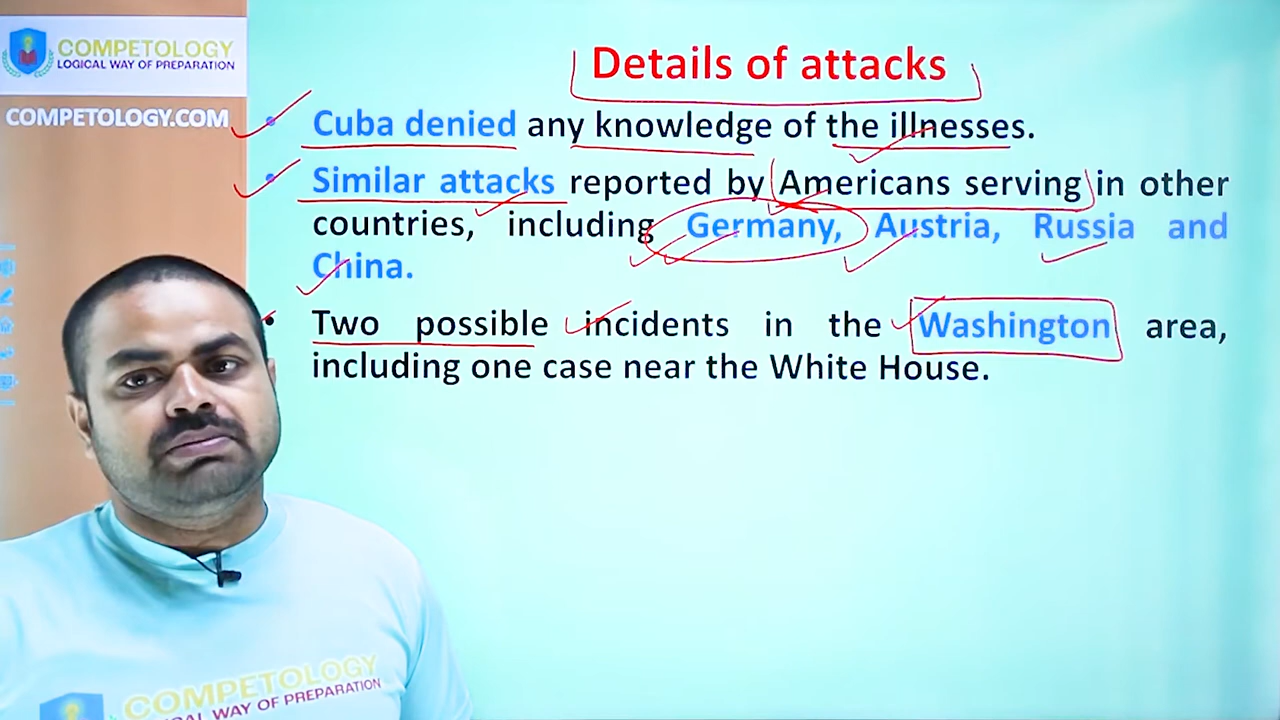 COMPETOLOGY
LOGICAL WAY OF PREPARATION
COMPETOLOGY.COM
Details of attacks
• Cuba denied any knowledge of the illnesses.
• Similar attacks reported by Americans serving in other
countries, including Germany, Austria, Russia and
China.
• Two possible incidents in the Washington area,
including one case near the White House.
COMPETOLOGY
ICAL WAY OF PREPARATION